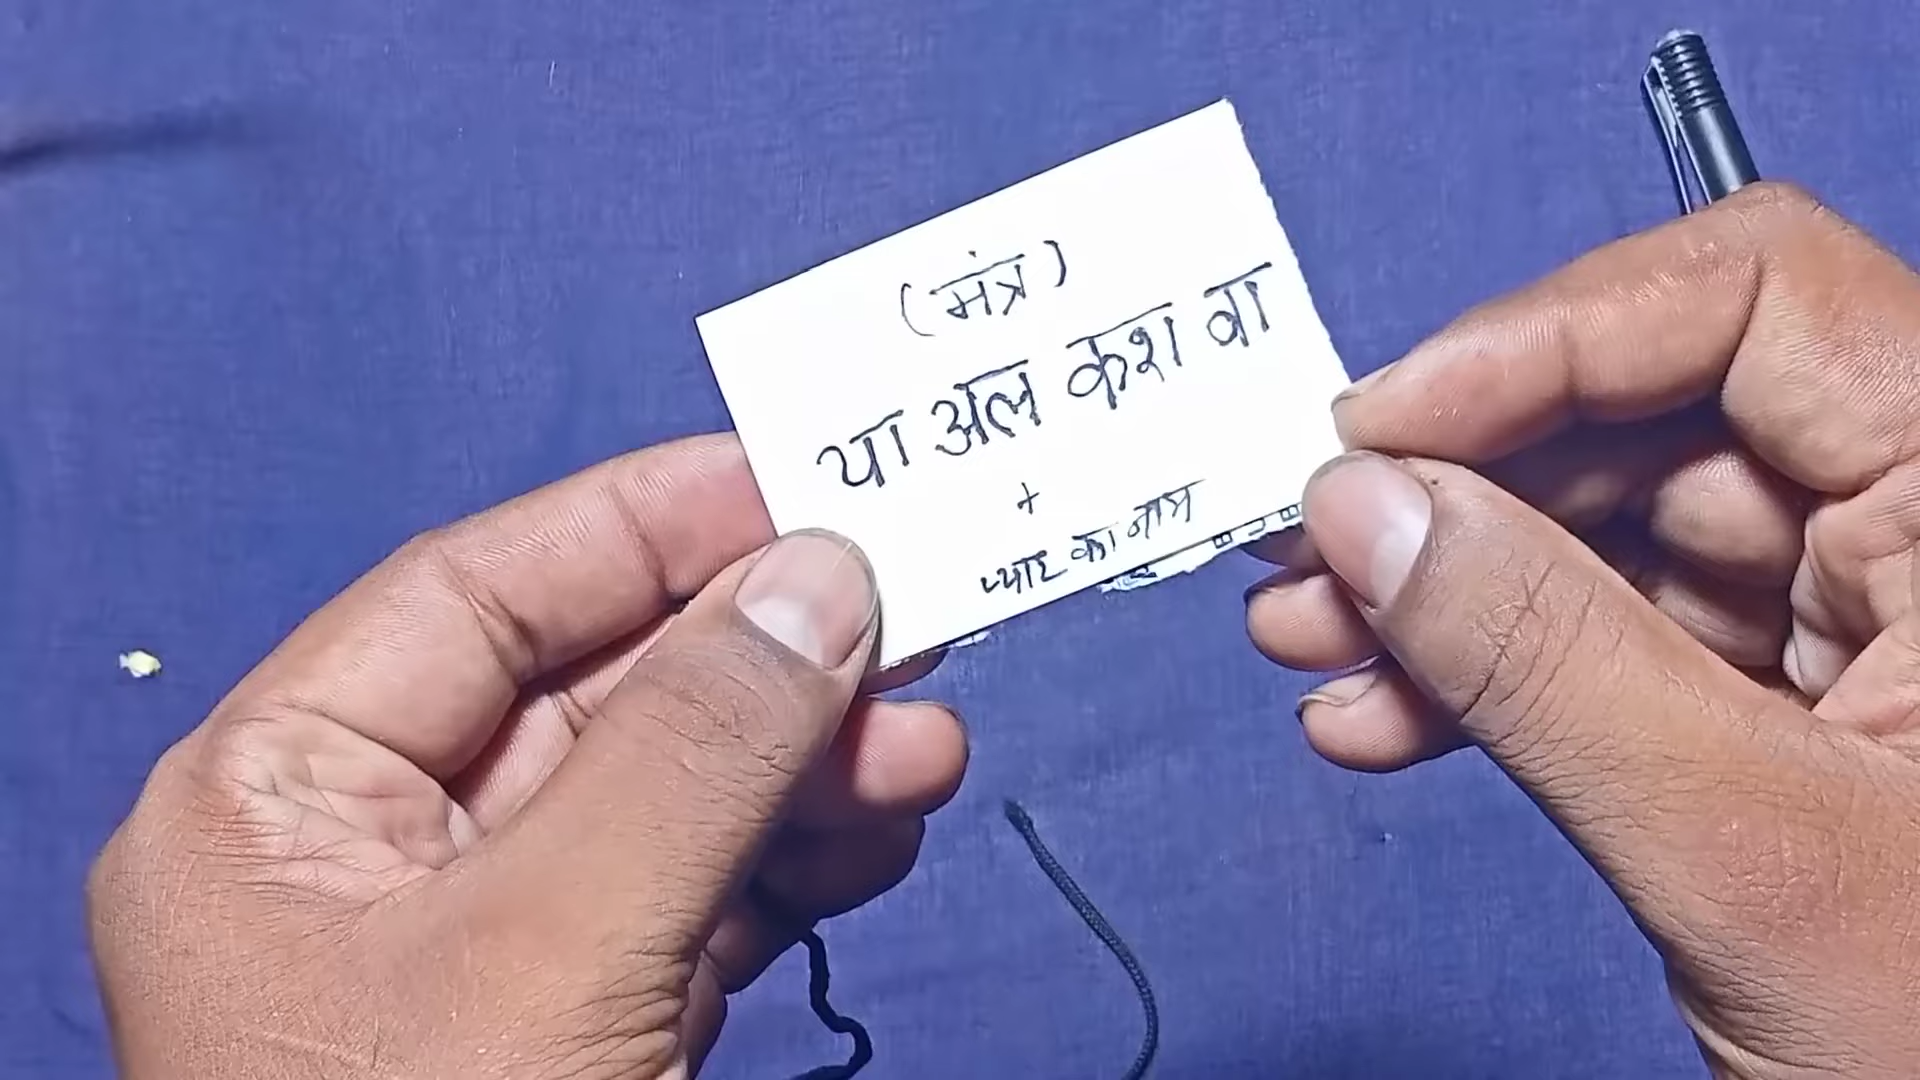 (मंत्र)
या अल कश वा
+
प्यार का नाम